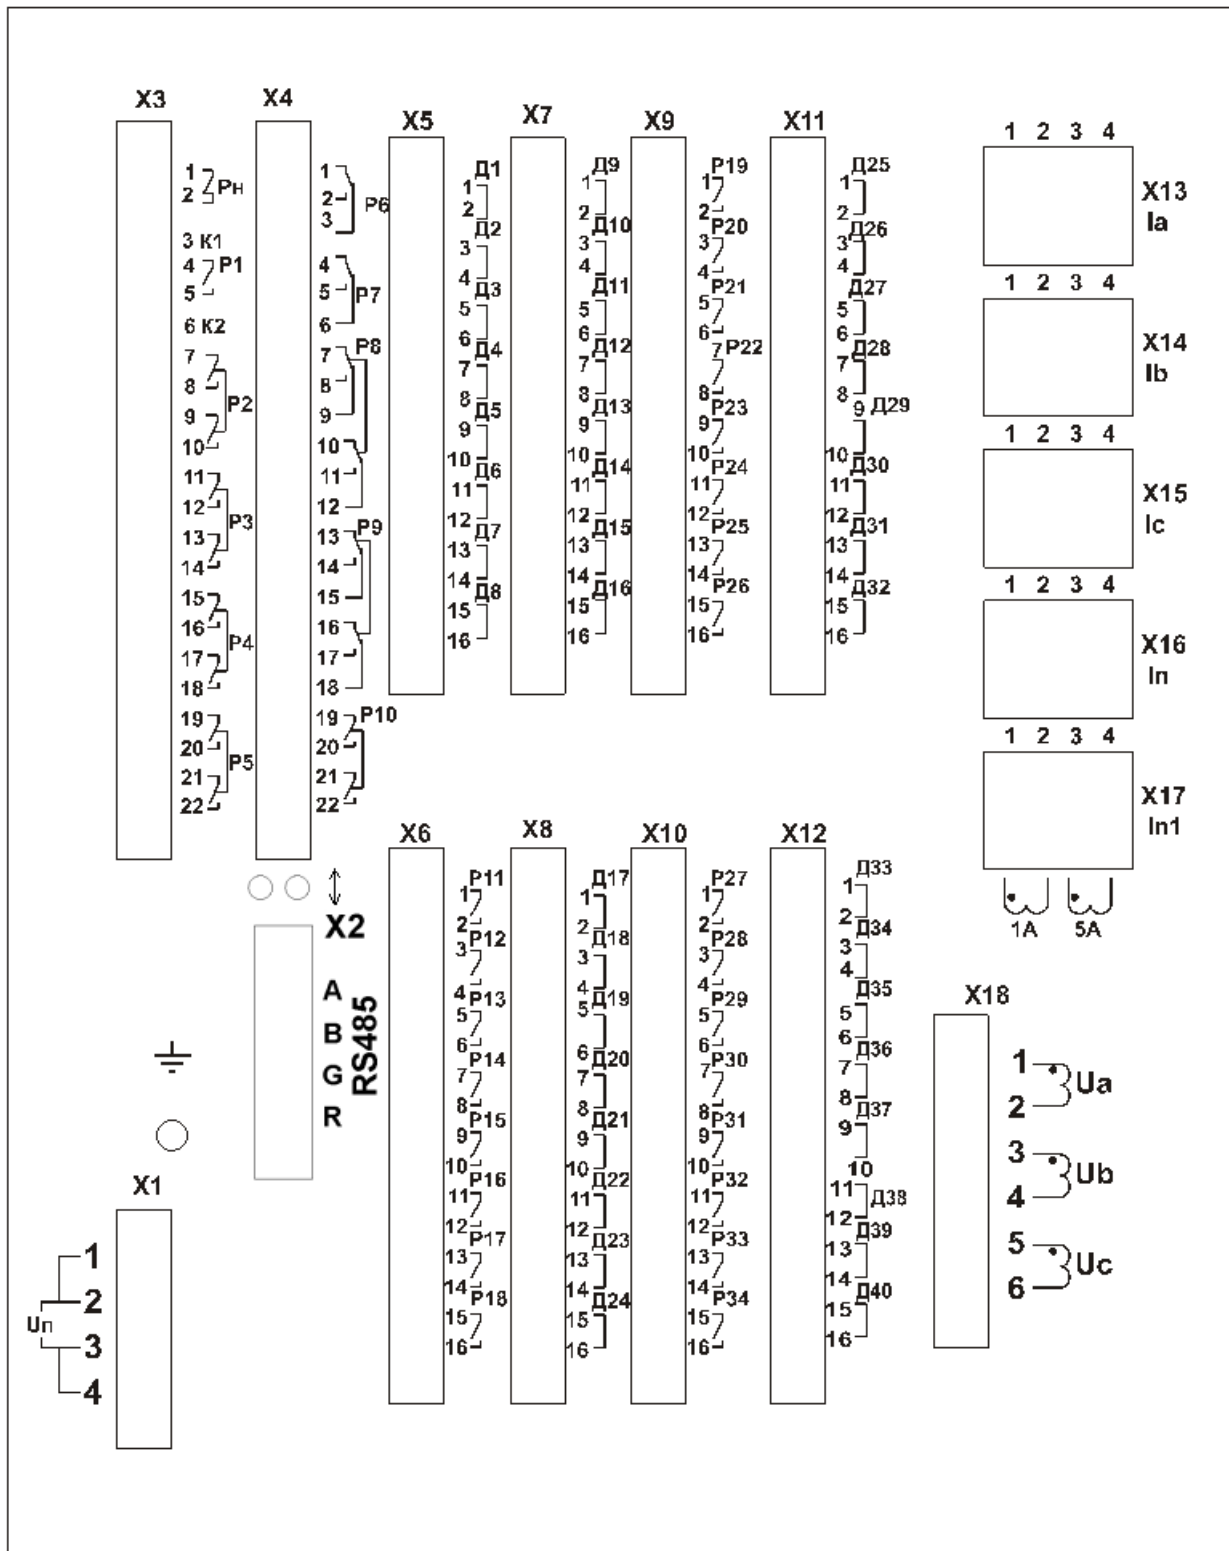 X3
1
2
Рн
3 К1
4
Р1
5
6 К2
7
8
Р2
9
10
11
12
Р3
13
14
15
16
Р4
17
18
19
20
Р5
21
22
X4
1
2
Р6
3
4
5
Р7
6
7
Р8
8
9
10
11
12
13
Р9
14
15
16
17
18
19
Р10
20
21
22
X5
Д1
1
2
Д2
3
4
Д3
5
6
Д4
7
8
Д5
9
10
Д6
11
12
Д7
13
14
Д8
15
16
X7
Д9
1
2
Д10
3
4
Д11
5
6
Д12
7
8
Д13
9
10
Д14
11
12
Д15
13
14
Д16
15
16
X9
Р19
1
2
Р20
3
4
Р21
5
6
7 Р22
8
Р23
9
10
Р24
11
12
Р25
13
14
Р26
15
16
X11
Д25
1
2
Д26
3
4
Д27
5
6
Д28
7
8
9 Д29
10
Д30
11
12
Д31
13
14
Д32
15
16
1 2 3 4
X13
Ia
1 2 3 4
X14
Ib
1 2 3 4
X15
Ic
1 2 3 4
X16
In
1 2 3 4
X17
In1
1А 5А
X2
A
B
G
R
RS485
X1
1
2
Uп
3
4
X6
Р11
1
2
Р12
3
4
Р13
5
6
Р14
7
8
Р15
9
10
Р16
11
12
Р17
13
14
Р18
15
16
X8
Д17
1
2
Д18
3
4
Д19
5
6
Д20
7
8
Д21
9
10
Д22
11
12
Д23
13
14
Д24
15
16
X10
Р27
1
2
Р28
3
4
Р29
5
6
Р30
7
8
Р31
9
10
Р32
11
12
Р33
13
14
Р34
15
16
X12
Д33
1
2
Д34
3
4
Д35
5
6
Д36
7
8
Д37
9
10
11
Д38
12
Д39
13
14
Д40
15
16
X18
1
Ua
2
3
Ub
4
5
Uc
6